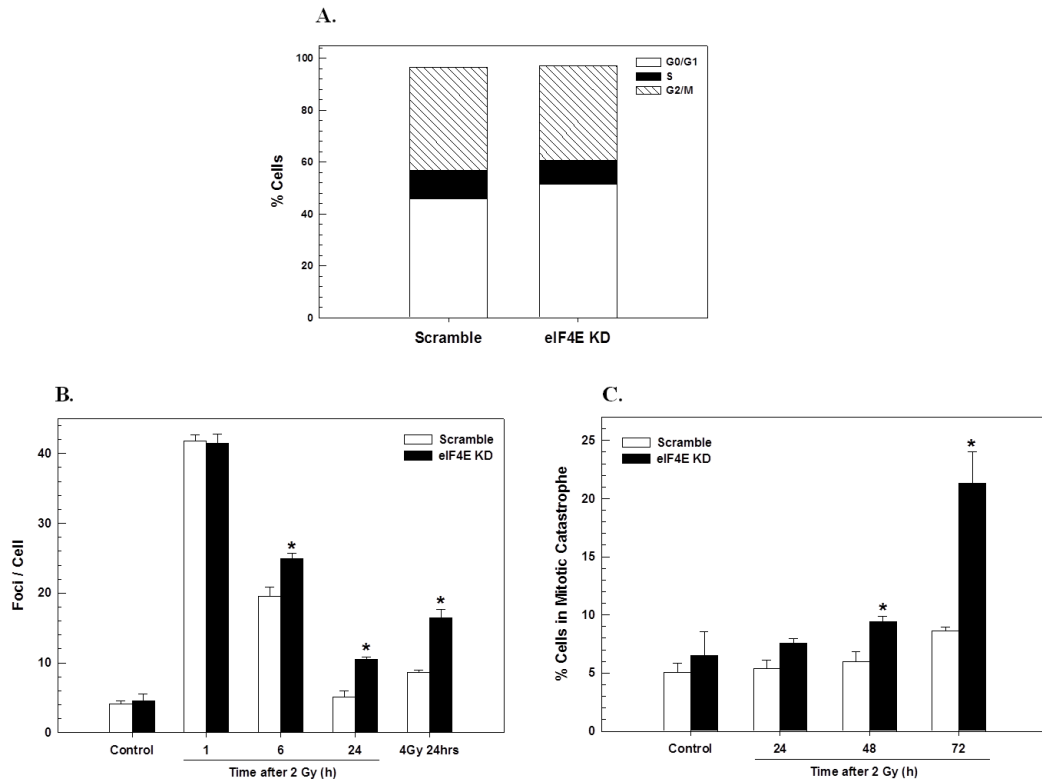 A.
100
80
60
40
20
0
% Cells
G0/G1
S
G2/M
Scramble eIF4E KD
B.
40
30
20
10
0
Foci / Cell
Scramble
eIF4E KD
* * *
Control 1 6 24 4Gy 24hrs
Time after 2 Gy (h)
C.
25
20
15
10
5
0
% Cells in Mitotic Catastrophe
Scramble
eIF4E KD
* *
Control 24 48 72
Time after 2 Gy (h)